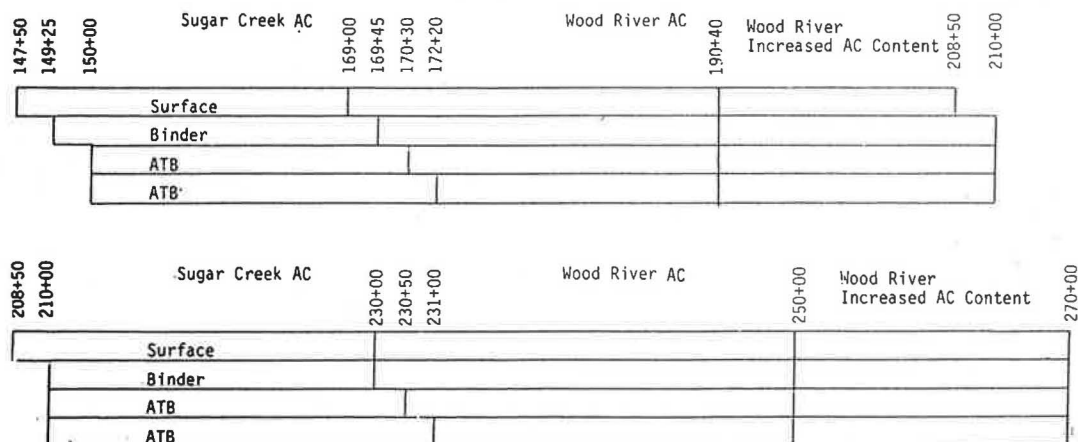 147+50
149+25
150+00
Sugar Creek AC
169+00
169+45
170+30
172+20
Wood River AC
190+40
Wood River
Increased AC Content
208+50
210+00
Surface
Binder
ATB
ATB
208+50
210+00
Sugar Creek AC
230+00
230+50
231+00
Wood River AC
250+00
Wood River
Increased AC Content
270+00
Surface
Binder
ATB
ATB